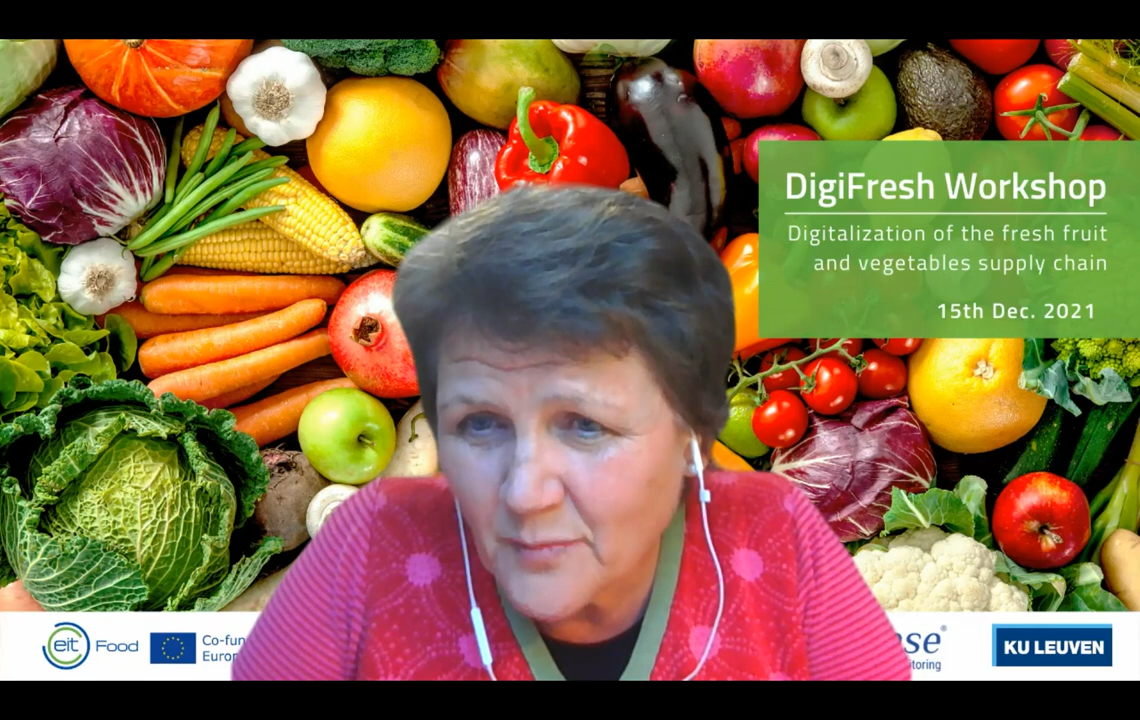 DigiFresh Workshop
Digitalization of the fresh fruit
and vegetables supply chain
15th Dec. 2021
eit Food
Co-fun
Europ
nse®
itoring
KU LEUVEN